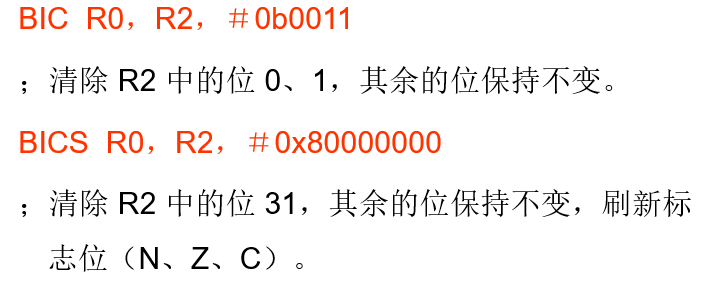 BIC  R0，R2，＃0b0011
；清除 R2 中的位 0、1，其余的位保持不变。
BICS  R0，R2，＃0x80000000
；清除 R2 中的位 31，其余的位保持不变，刷新标
志位（N、Z、C）。